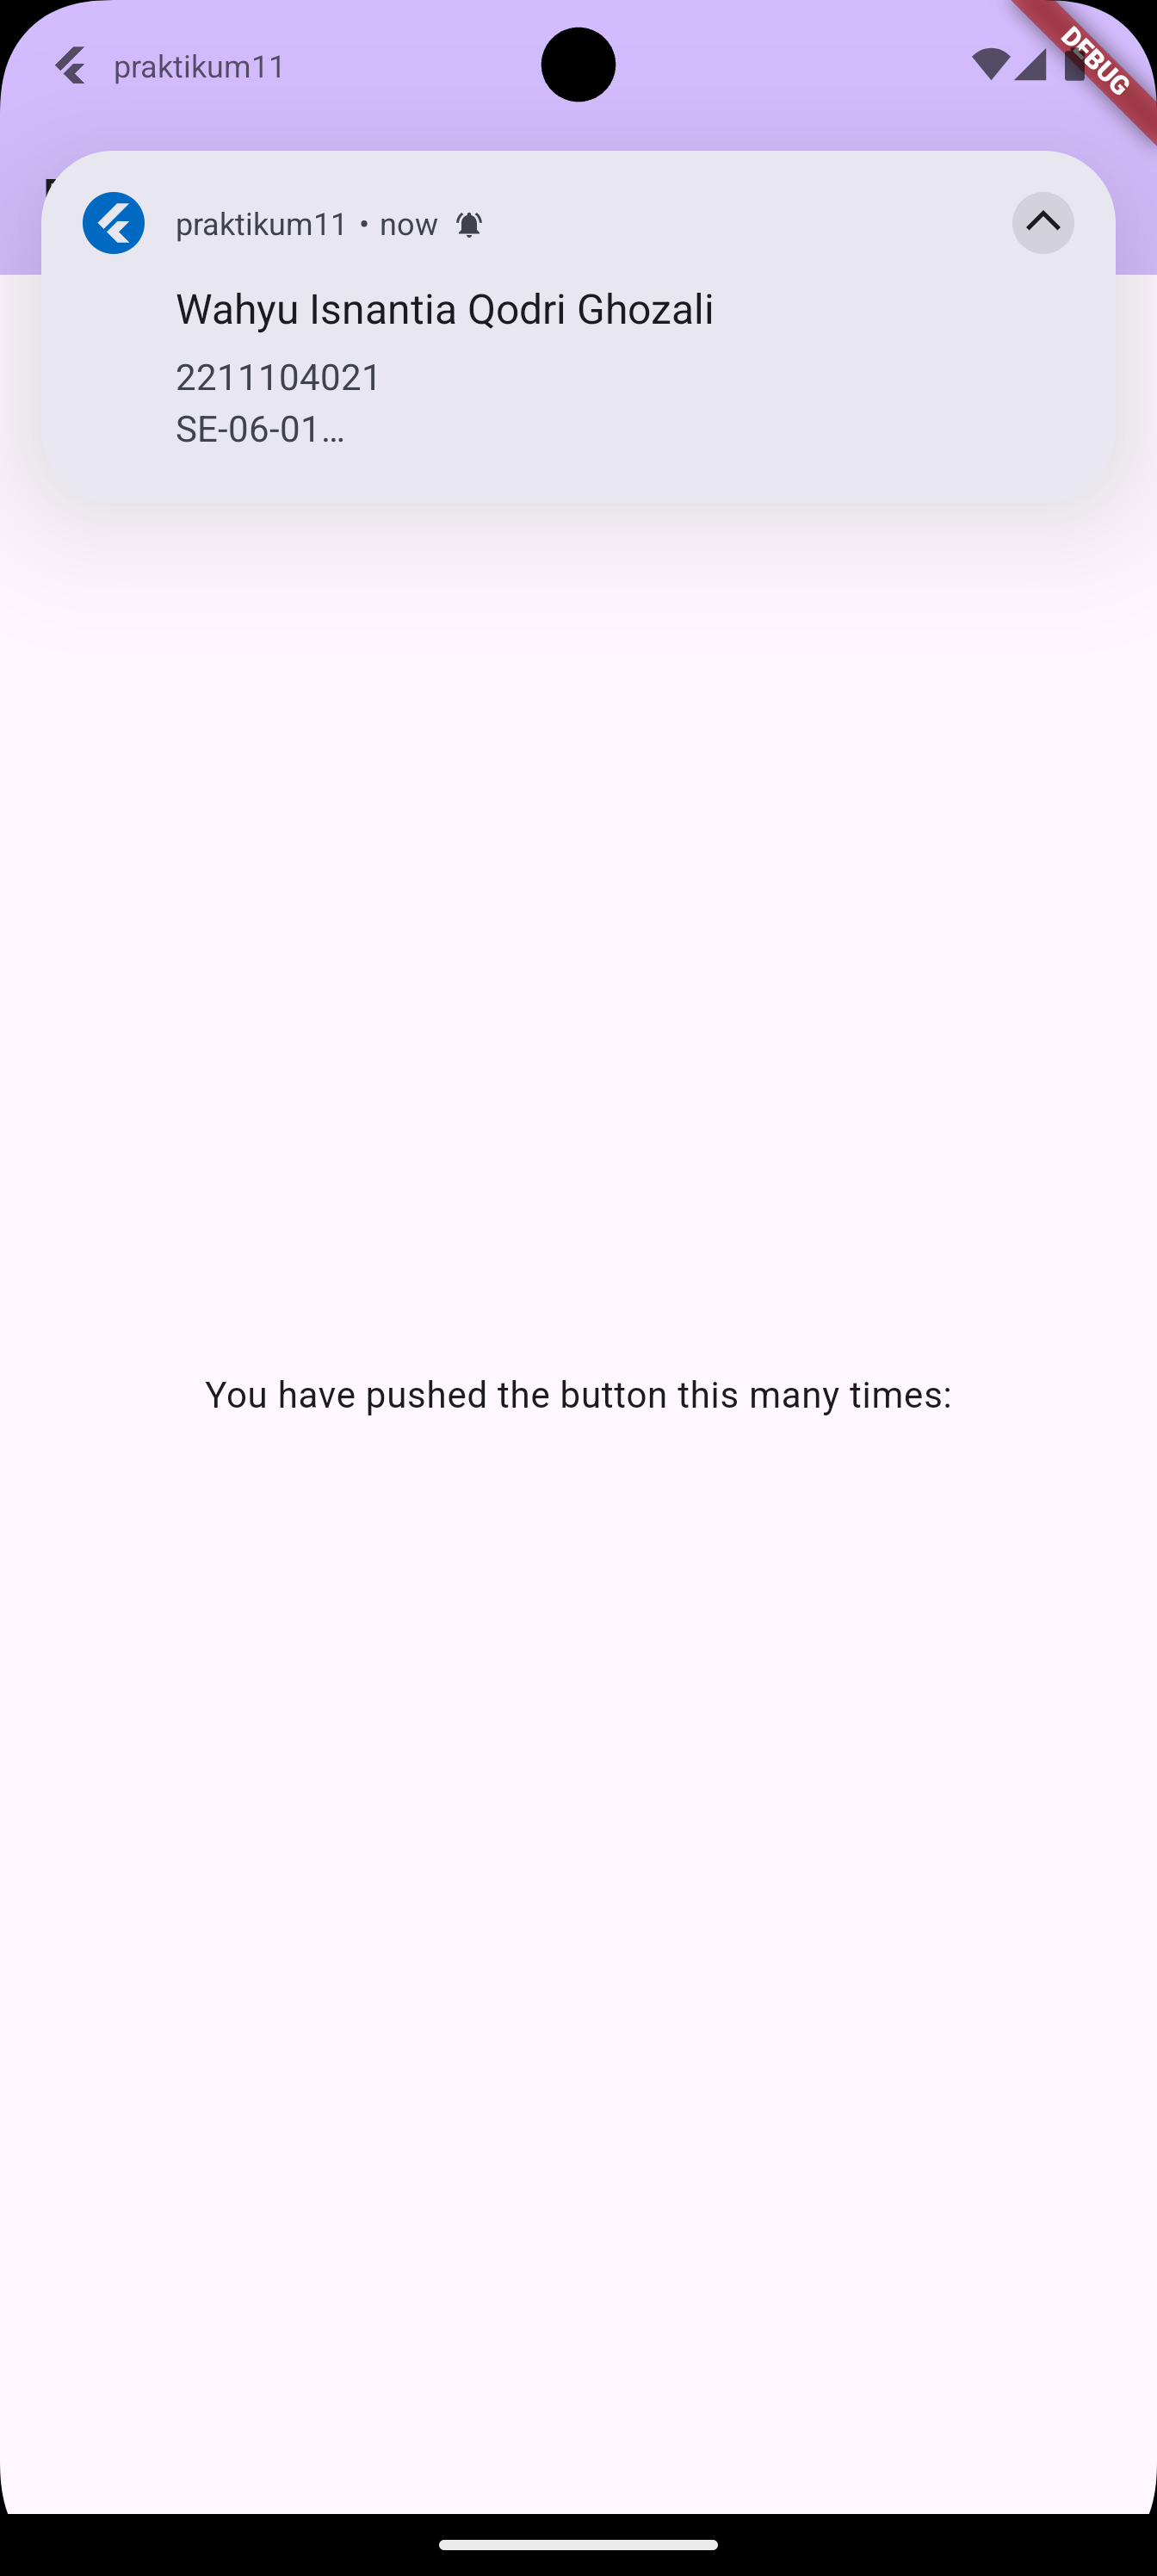 praktikum11
DEBUG
praktikum11 • now
Wahyu Isnantia Qodri Ghozali
2211104021
SE-06-01…
You have pushed the button this many times: